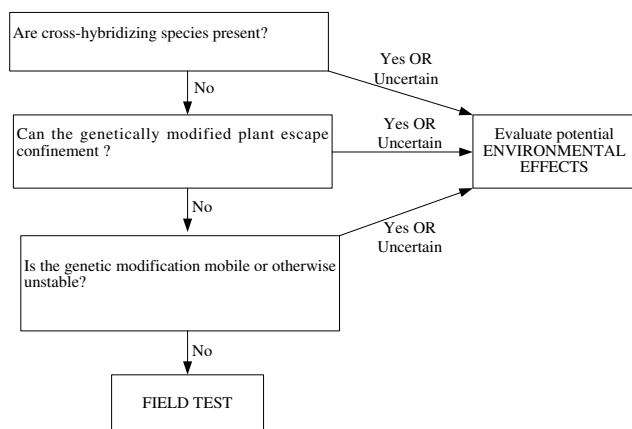 Are cross-hybridizing species present?
Yes OR
Uncertain
No
Can the genetically modified plant escape
confinement ?
Yes OR
Uncertain
Evaluate potential
ENVIRONMENTAL
EFFECTS
No
Yes OR
Uncertain
Is the genetic modification mobile or otherwise
unstable?
No
FIELD TEST